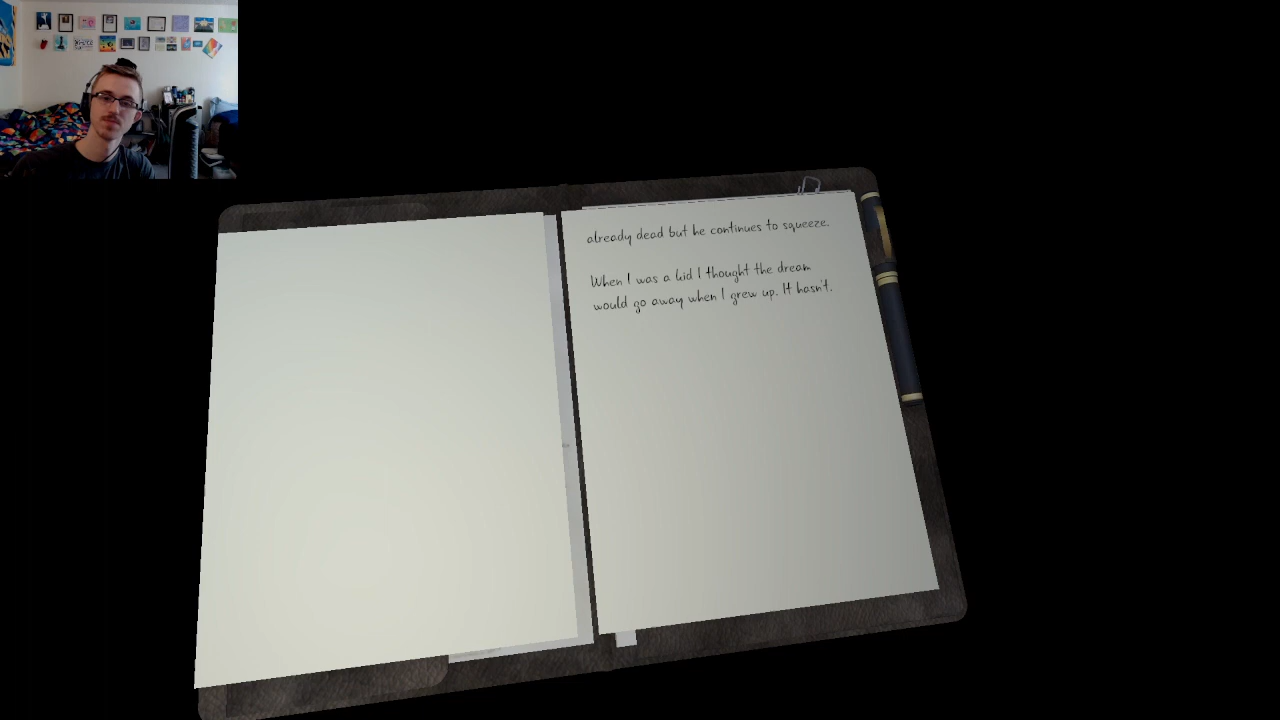 already dead but he continues to squeeze.
When I was a kid I thought the dream
would go away when I grew up. It hasn't.